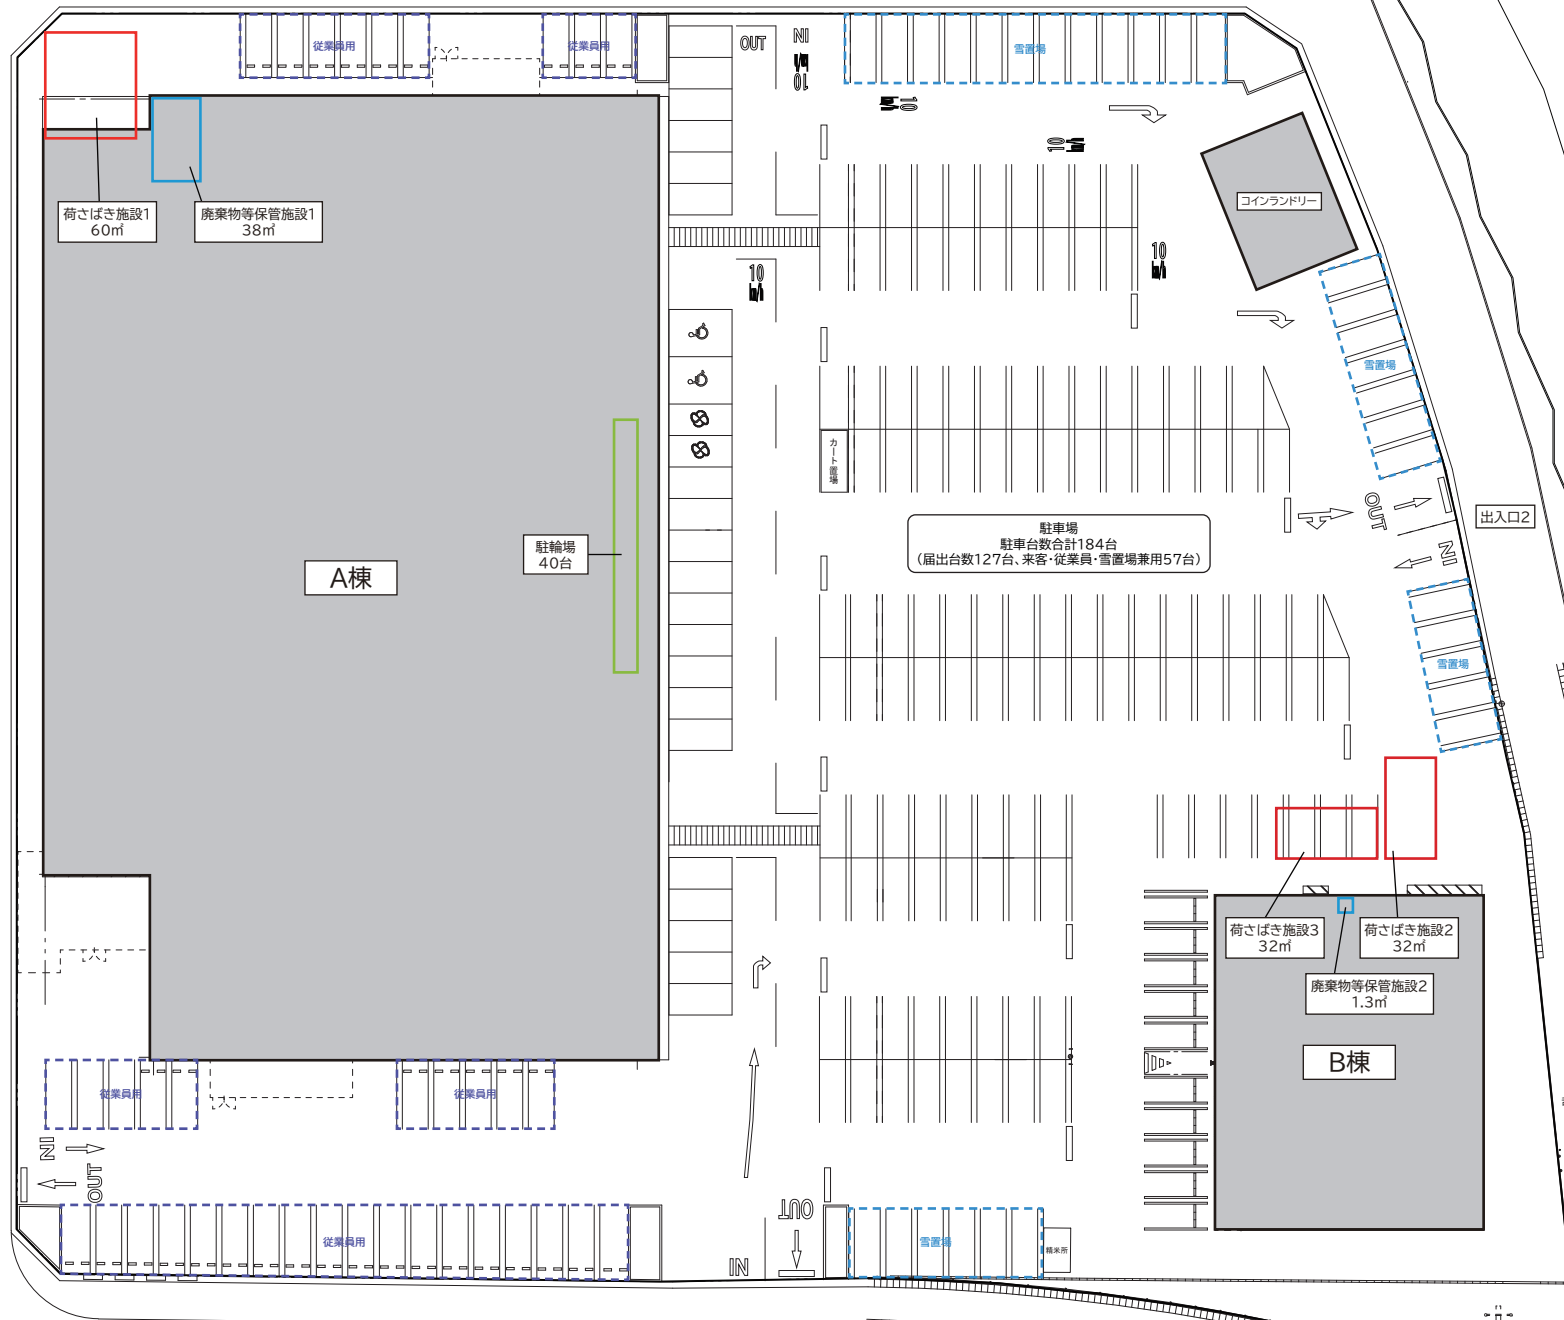 従業員用
従業員用
OUT
IN
10
km/h
雪置場
10
km/h
10
km/h
荷さばき施設1
60㎡
廃棄物等保管施設1
38㎡
コインランドリー
10
km/h
10
km/h
雪置場
カート置場
OUT
IN
出入口2
駐車場
駐車台数合計184台
(届出台数127台、来客・従業員・雪置場兼用57台)
駐輪場
40台
A棟
雪置場
荷さばき施設3
32㎡
荷さばき施設2
32㎡
廃棄物等保管施設2
1.3㎡
B棟
従業員用
従業員用
IN
OUT
従業員用
OUT
IN
雪置場
精米所